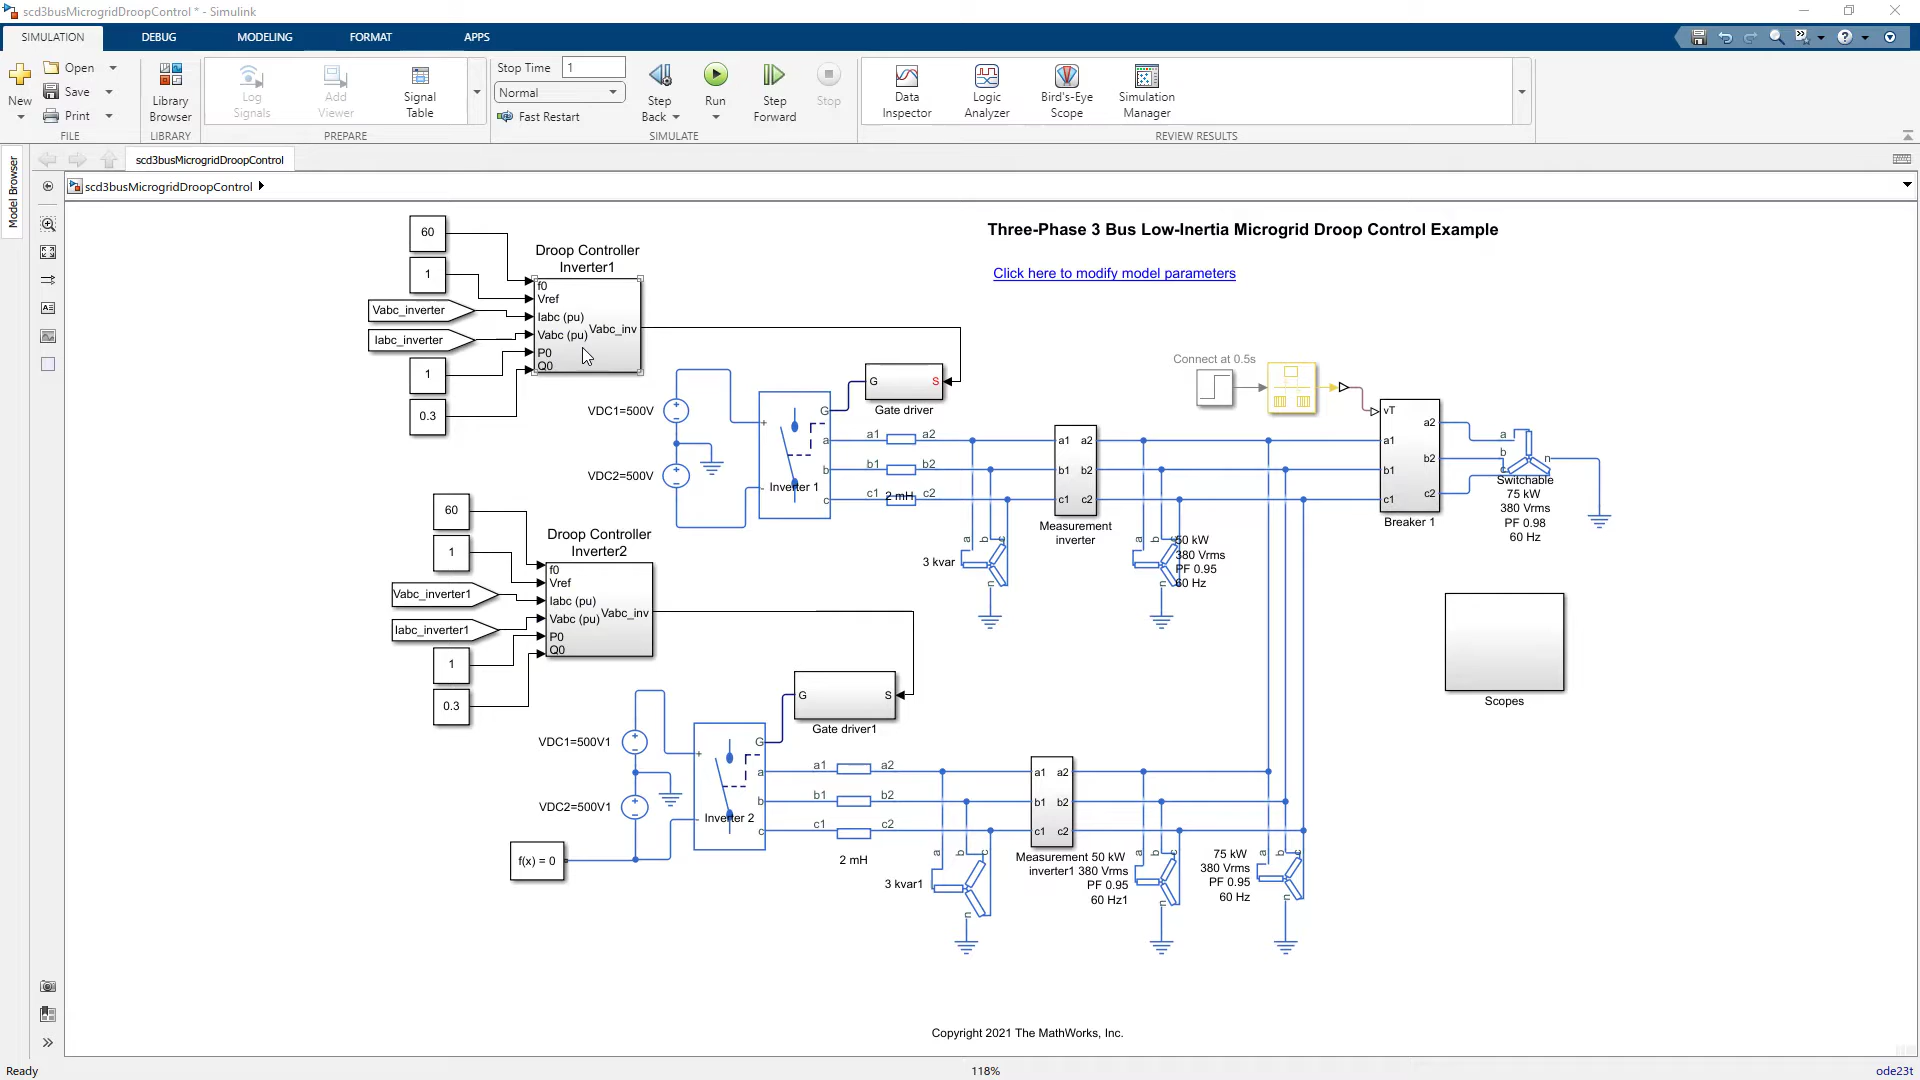 scd3busMicrogridDroopControl * - Simulink
SIMULATION
DEBUG
MODELING
FORMAT
APPS
New
Open
Save
Print
FILE
Library
Browser
LIBRARY
Log
Signals
Add
Viewer
Signal
Table
PREPARE
Stop Time 1
Normal
Fast Restart
Step
Back
Run
Step
Forward
Stop
SIMULATE
Data
Inspector
Logic
Analyzer
Bird's-Eye
Scope
Simulation
Manager
REVIEW RESULTS
Model Browser
scd3busMicrogridDroopControl
scd3busMicrogridDroopControl
Three-Phase 3 Bus Low-Inertia Microgrid Droop Control Example
Click here to modify model parameters
60
1
Vabc_inverter
Iabc_inverter
1
0.3
Droop Controller
Inverter1
f0
Vref
Iabc (pu)
Vabc (pu)
P0
Q0
Vabc_inv
VDC1=500V
VDC2=500V
Inverter 1
+
-
G
a
b
c
G
S
Gate driver
a1 a2
b1 b2
c1 c2
2 mH
3 kvar
a b c
n
a1 a2
b1 b2
c1 c2
Measurement
inverter
a b c
n
50 kW
380 Vrms
PF 0.95
60 Hz
Connect at 0.5s
vT
a1
b1
c1
a2
b2
c2
Breaker 1
a
b
c
n
Switchable
75 kW
380 Vrms
PF 0.98
60 Hz
Scopes
60
1
Vabc_inverter1
Iabc_inverter1
1
0.3
Droop Controller
Inverter2
f0
Vref
Iabc (pu)
Vabc (pu)
P0
Q0
Vabc_inv
G
S
Gate driver1
VDC1=500V1
VDC2=500V1
f(x) = 0
Inverter 2
+
-
G
a
b
c
a1 a2
b1 b2
c1 c2
2 mH
3 kvar1
a b c
n
a1 a2
b1 b2
c1 c2
Measurement
inverter1
50 kW
380 Vrms
PF 0.95
60 Hz1
a b c
n
75 kW
380 Vrms
PF 0.95
60 Hz
a b c
n
Copyright 2021 The MathWorks, Inc.
Ready
118%
ode23t